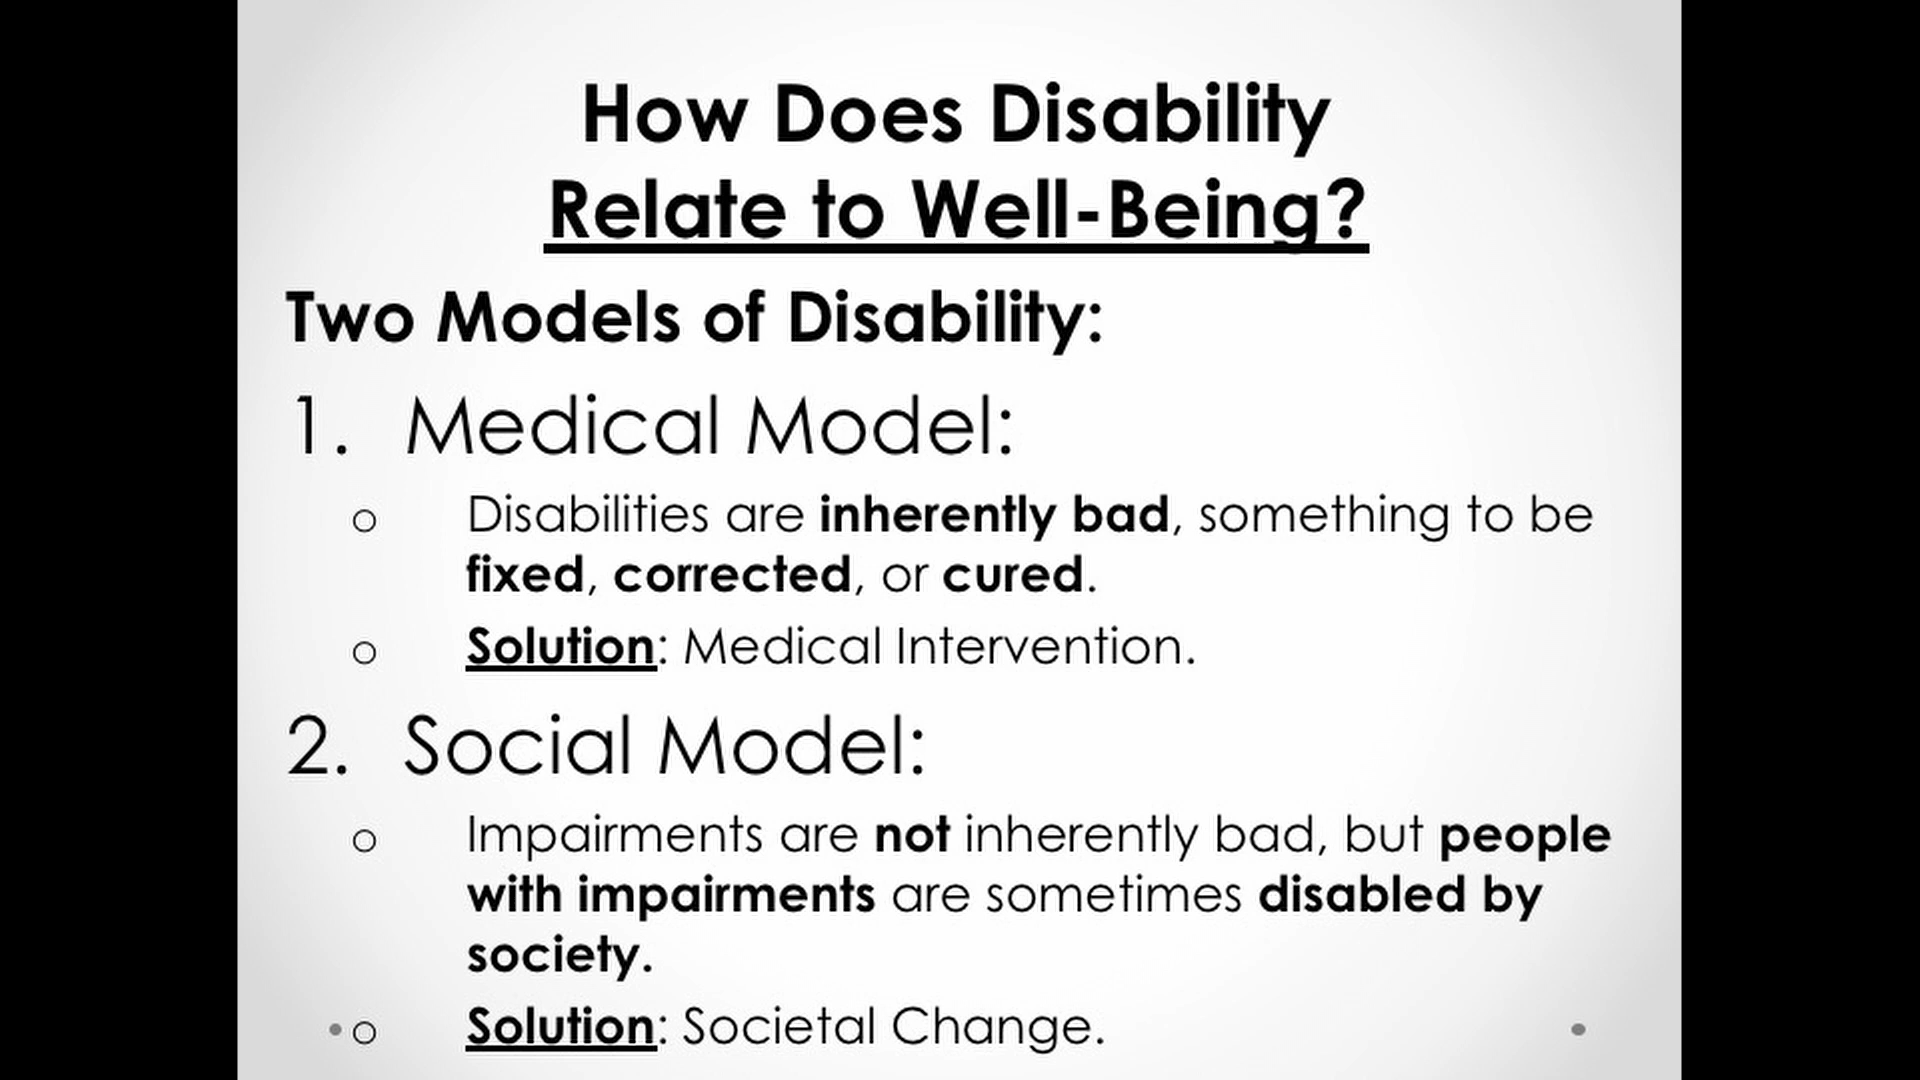 How Does Disability
Relate to Well-Being?
Two Models of Disability:
1. Medical Model:
o Disabilities are inherently bad, something to be
fixed, corrected, or cured.
o Solution: Medical Intervention.
2. Social Model:
o Impairments are not inherently bad, but people
with impairments are sometimes disabled by
society.
o Solution: Societal Change.